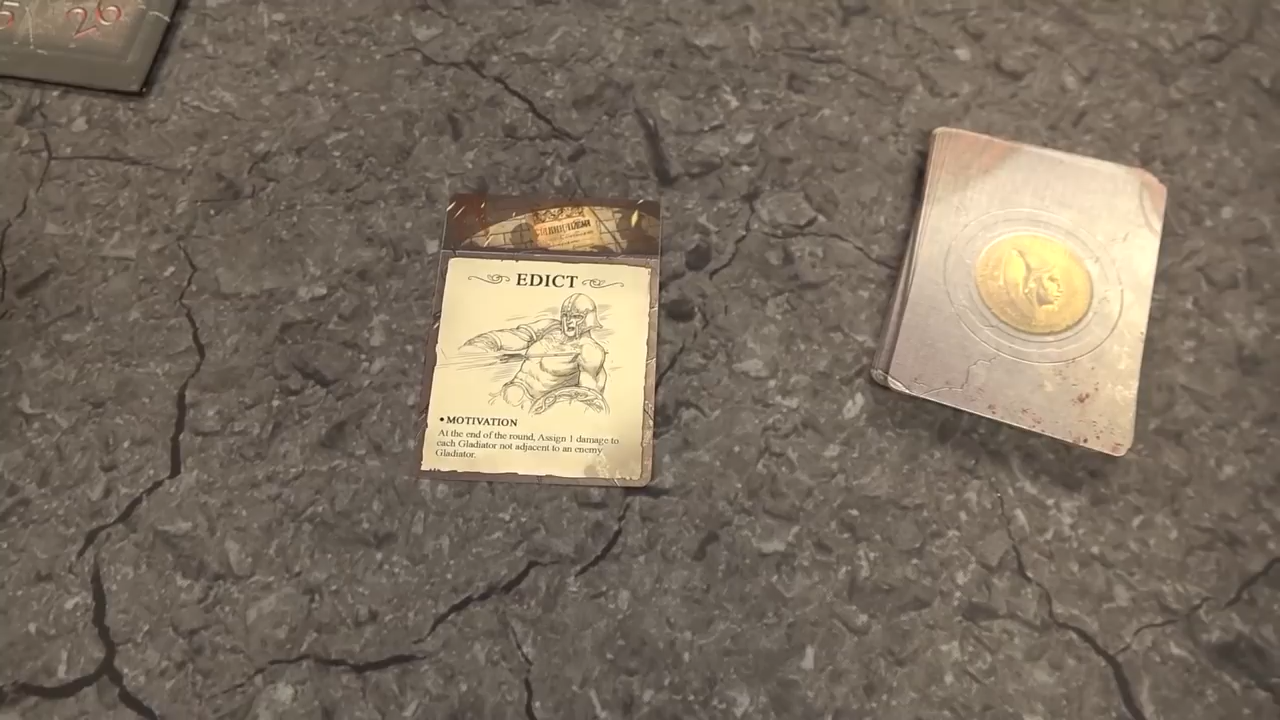 26
EDICT
• MOTIVATION
At the end of the round, Assign 1 damage to
each Gladiator not adjacent to an enemy
Gladiator.